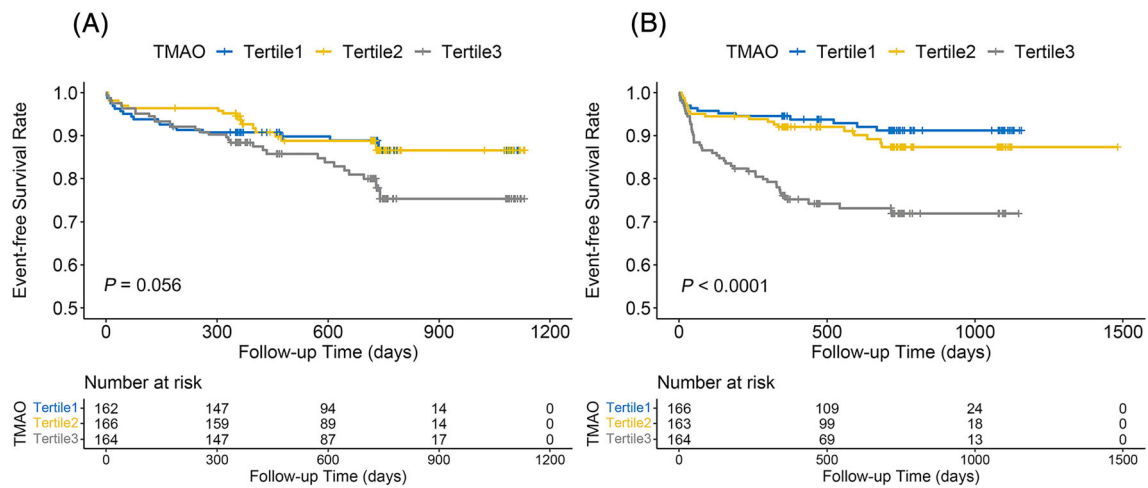 (A)
TMAO Tertile1 Tertile2 Tertile3
Event-free Survival Rate
1.0
0.9
0.8
0.7
0.6
0.5
P = 0.056
0 300 600 900 1200
Follow-up Time (days)
Number at risk
TMAO
Tertile1 162 147 94 14 0
Tertile2 166 159 89 14 0
Tertile3 164 147 87 17 0
0 300 600 900 1200
Follow-up Time (days)
(B)
TMAO Tertile1 Tertile2 Tertile3
Event-free Survival Rate
1.0
0.9
0.8
0.7
0.6
0.5
P < 0.0001
0 500 1000 1500
Follow-up Time (days)
Number at risk
TMAO
Tertile1 166 109 24 0
Tertile2 163 99 18 0
Tertile3 164 69 13 0
0 500 1000 1500
Follow-up Time (days)